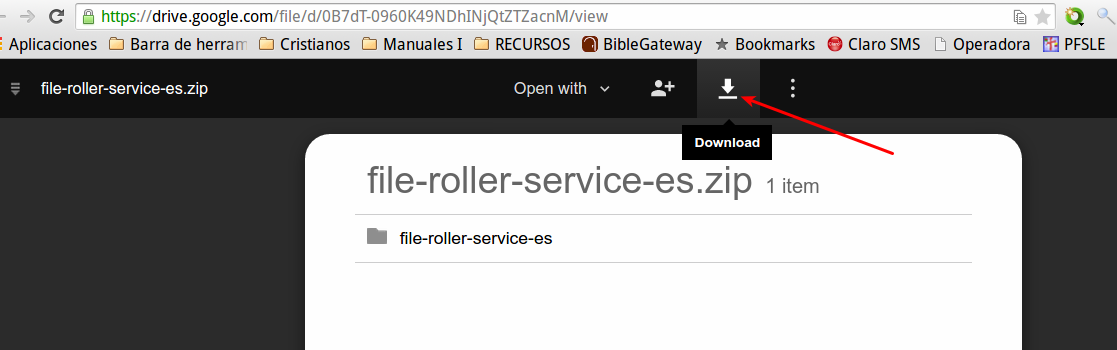 https://drive.google.com/file/d/0B7dT-0960K49NDhINjQtZTZacnM/view
Aplicaciones Barra de herram Cristianos Manuales I RECURSOS BibleGateway Bookmarks Claro SMS Operadora PFSLE
file-roller-service-es.zip Open with
Download
file-roller-service-es.zip 1 item
file-roller-service-es